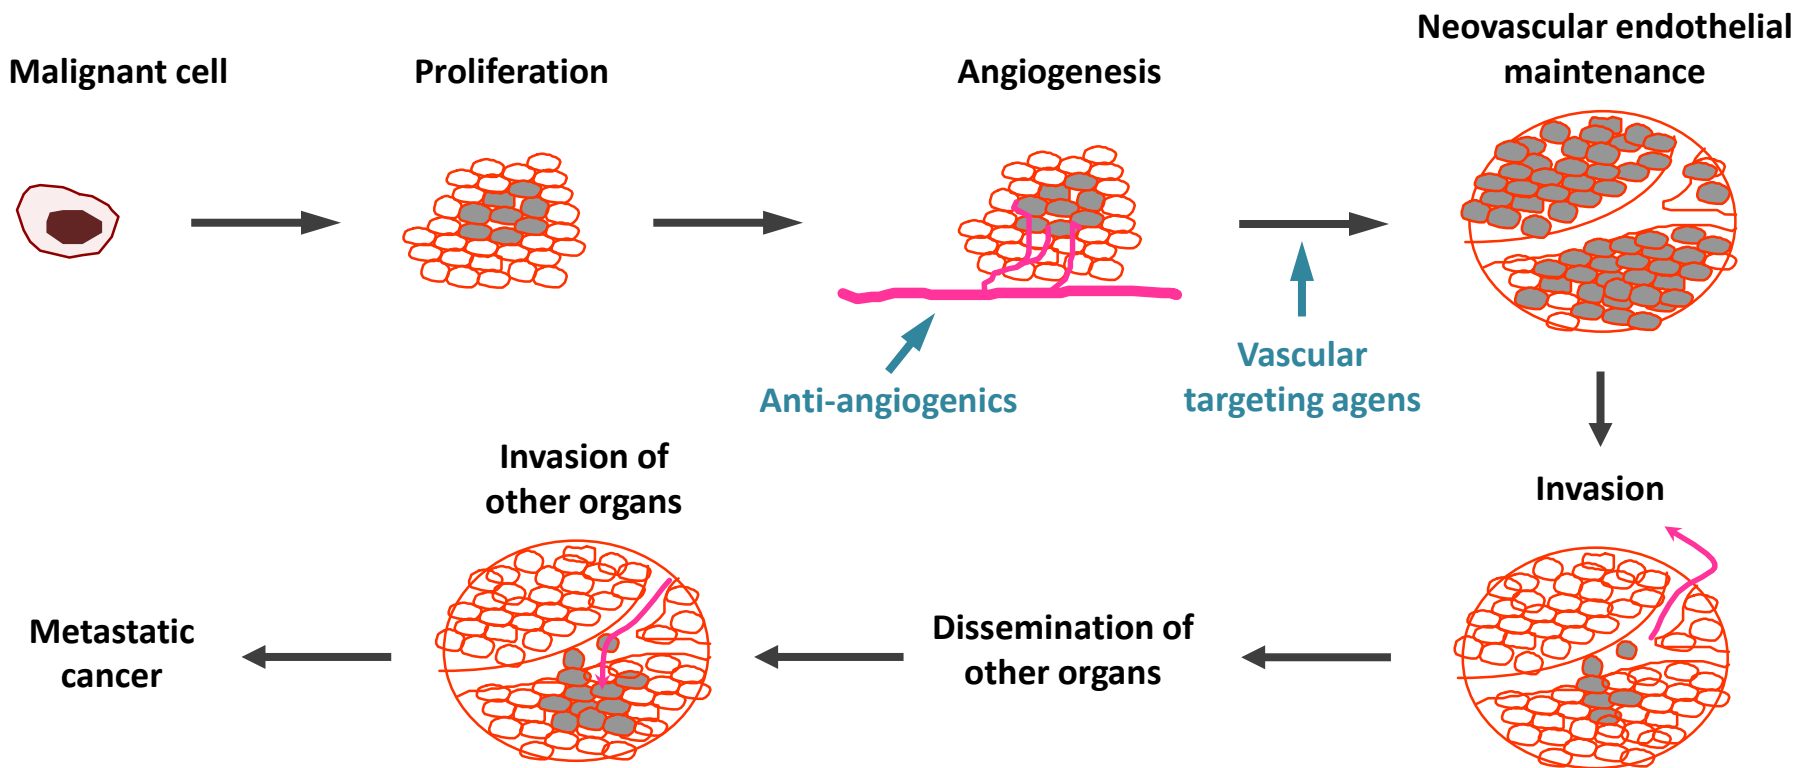 Malignant cell
Proliferation
Angiogenesis
Neovascular endothelial
maintenance
Anti-angiogenics
Vascular
targeting agens
Invasion
Dissemination of
other organs
Invasion of
other organs
Metastatic
cancer